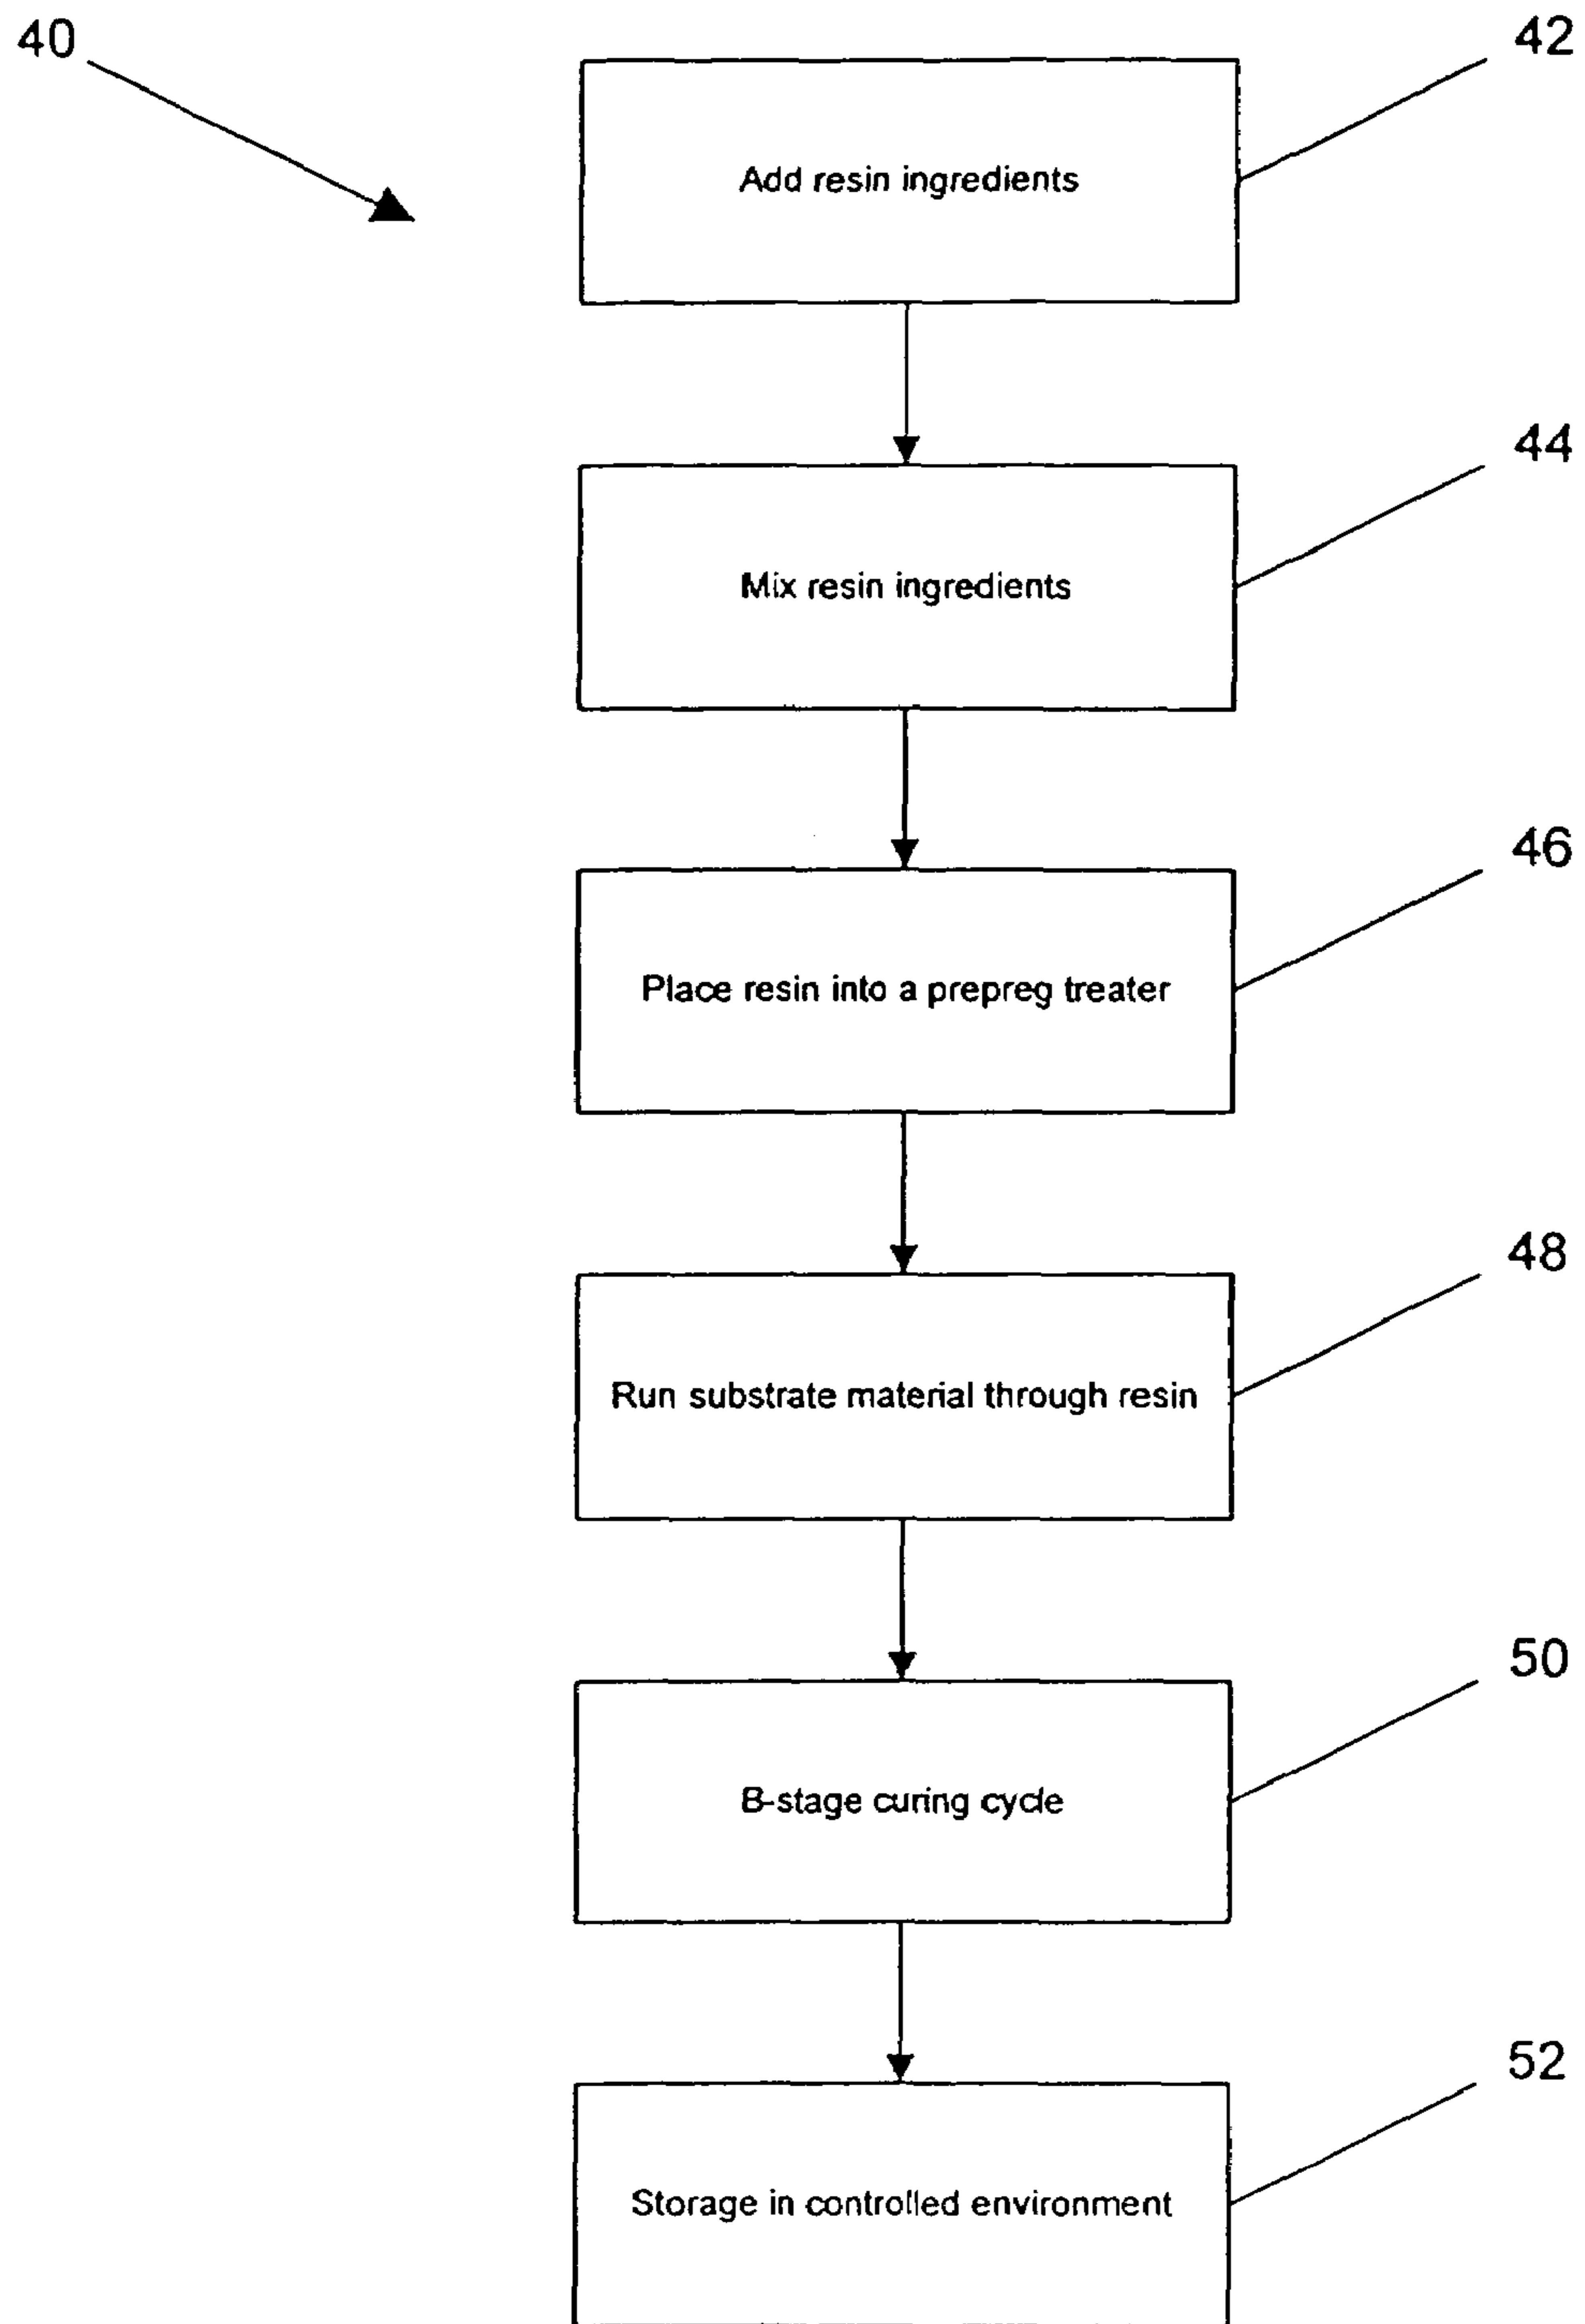 40
42
Add resin ingredients
44
Mix resin ingredients
46
Place resin into a prepreg treater
48
Run substrate material through resin
50
B-stage curing cycle
52
Storage in controlled environment